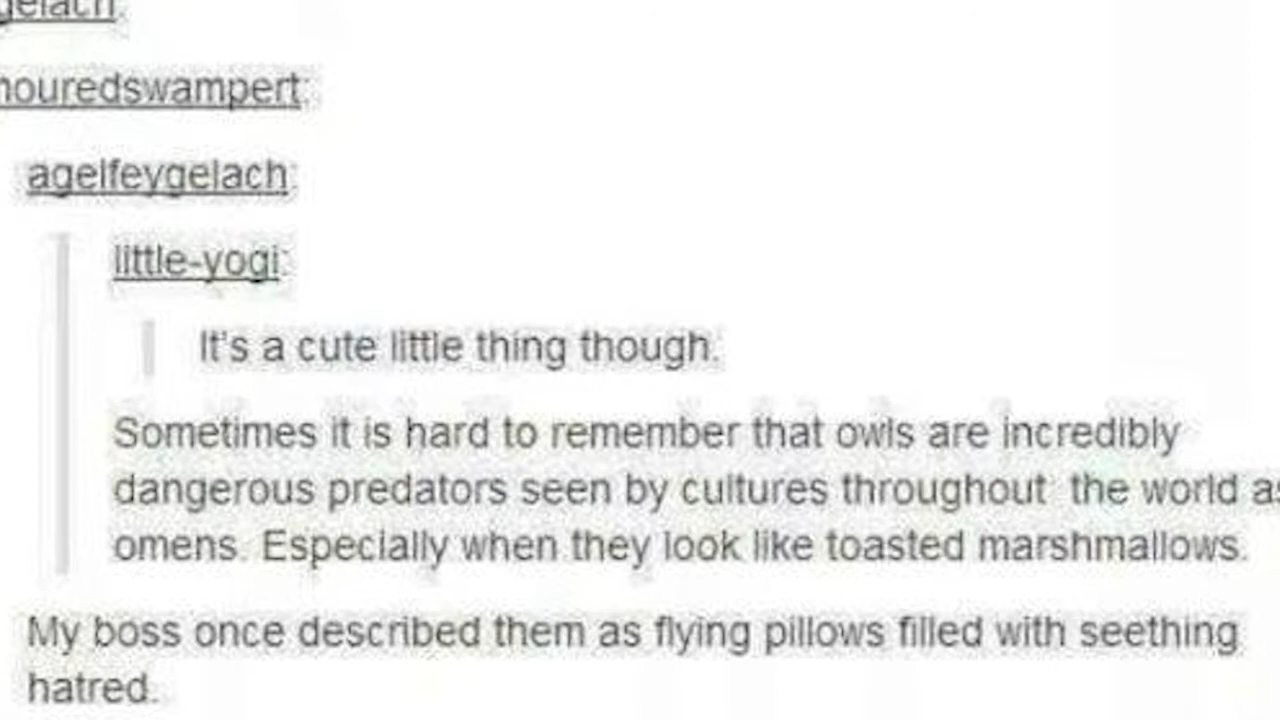 gelach:
houredswampert:
agelfeygelach:
little-yogi:
It's a cute little thing though.
Sometimes it is hard to remember that owls are incredibly
dangerous predators seen by cultures throughout the world as
omens. Especially when they look like toasted marshmallows.
My boss once described them as flying pillows filled with seething
hatred.